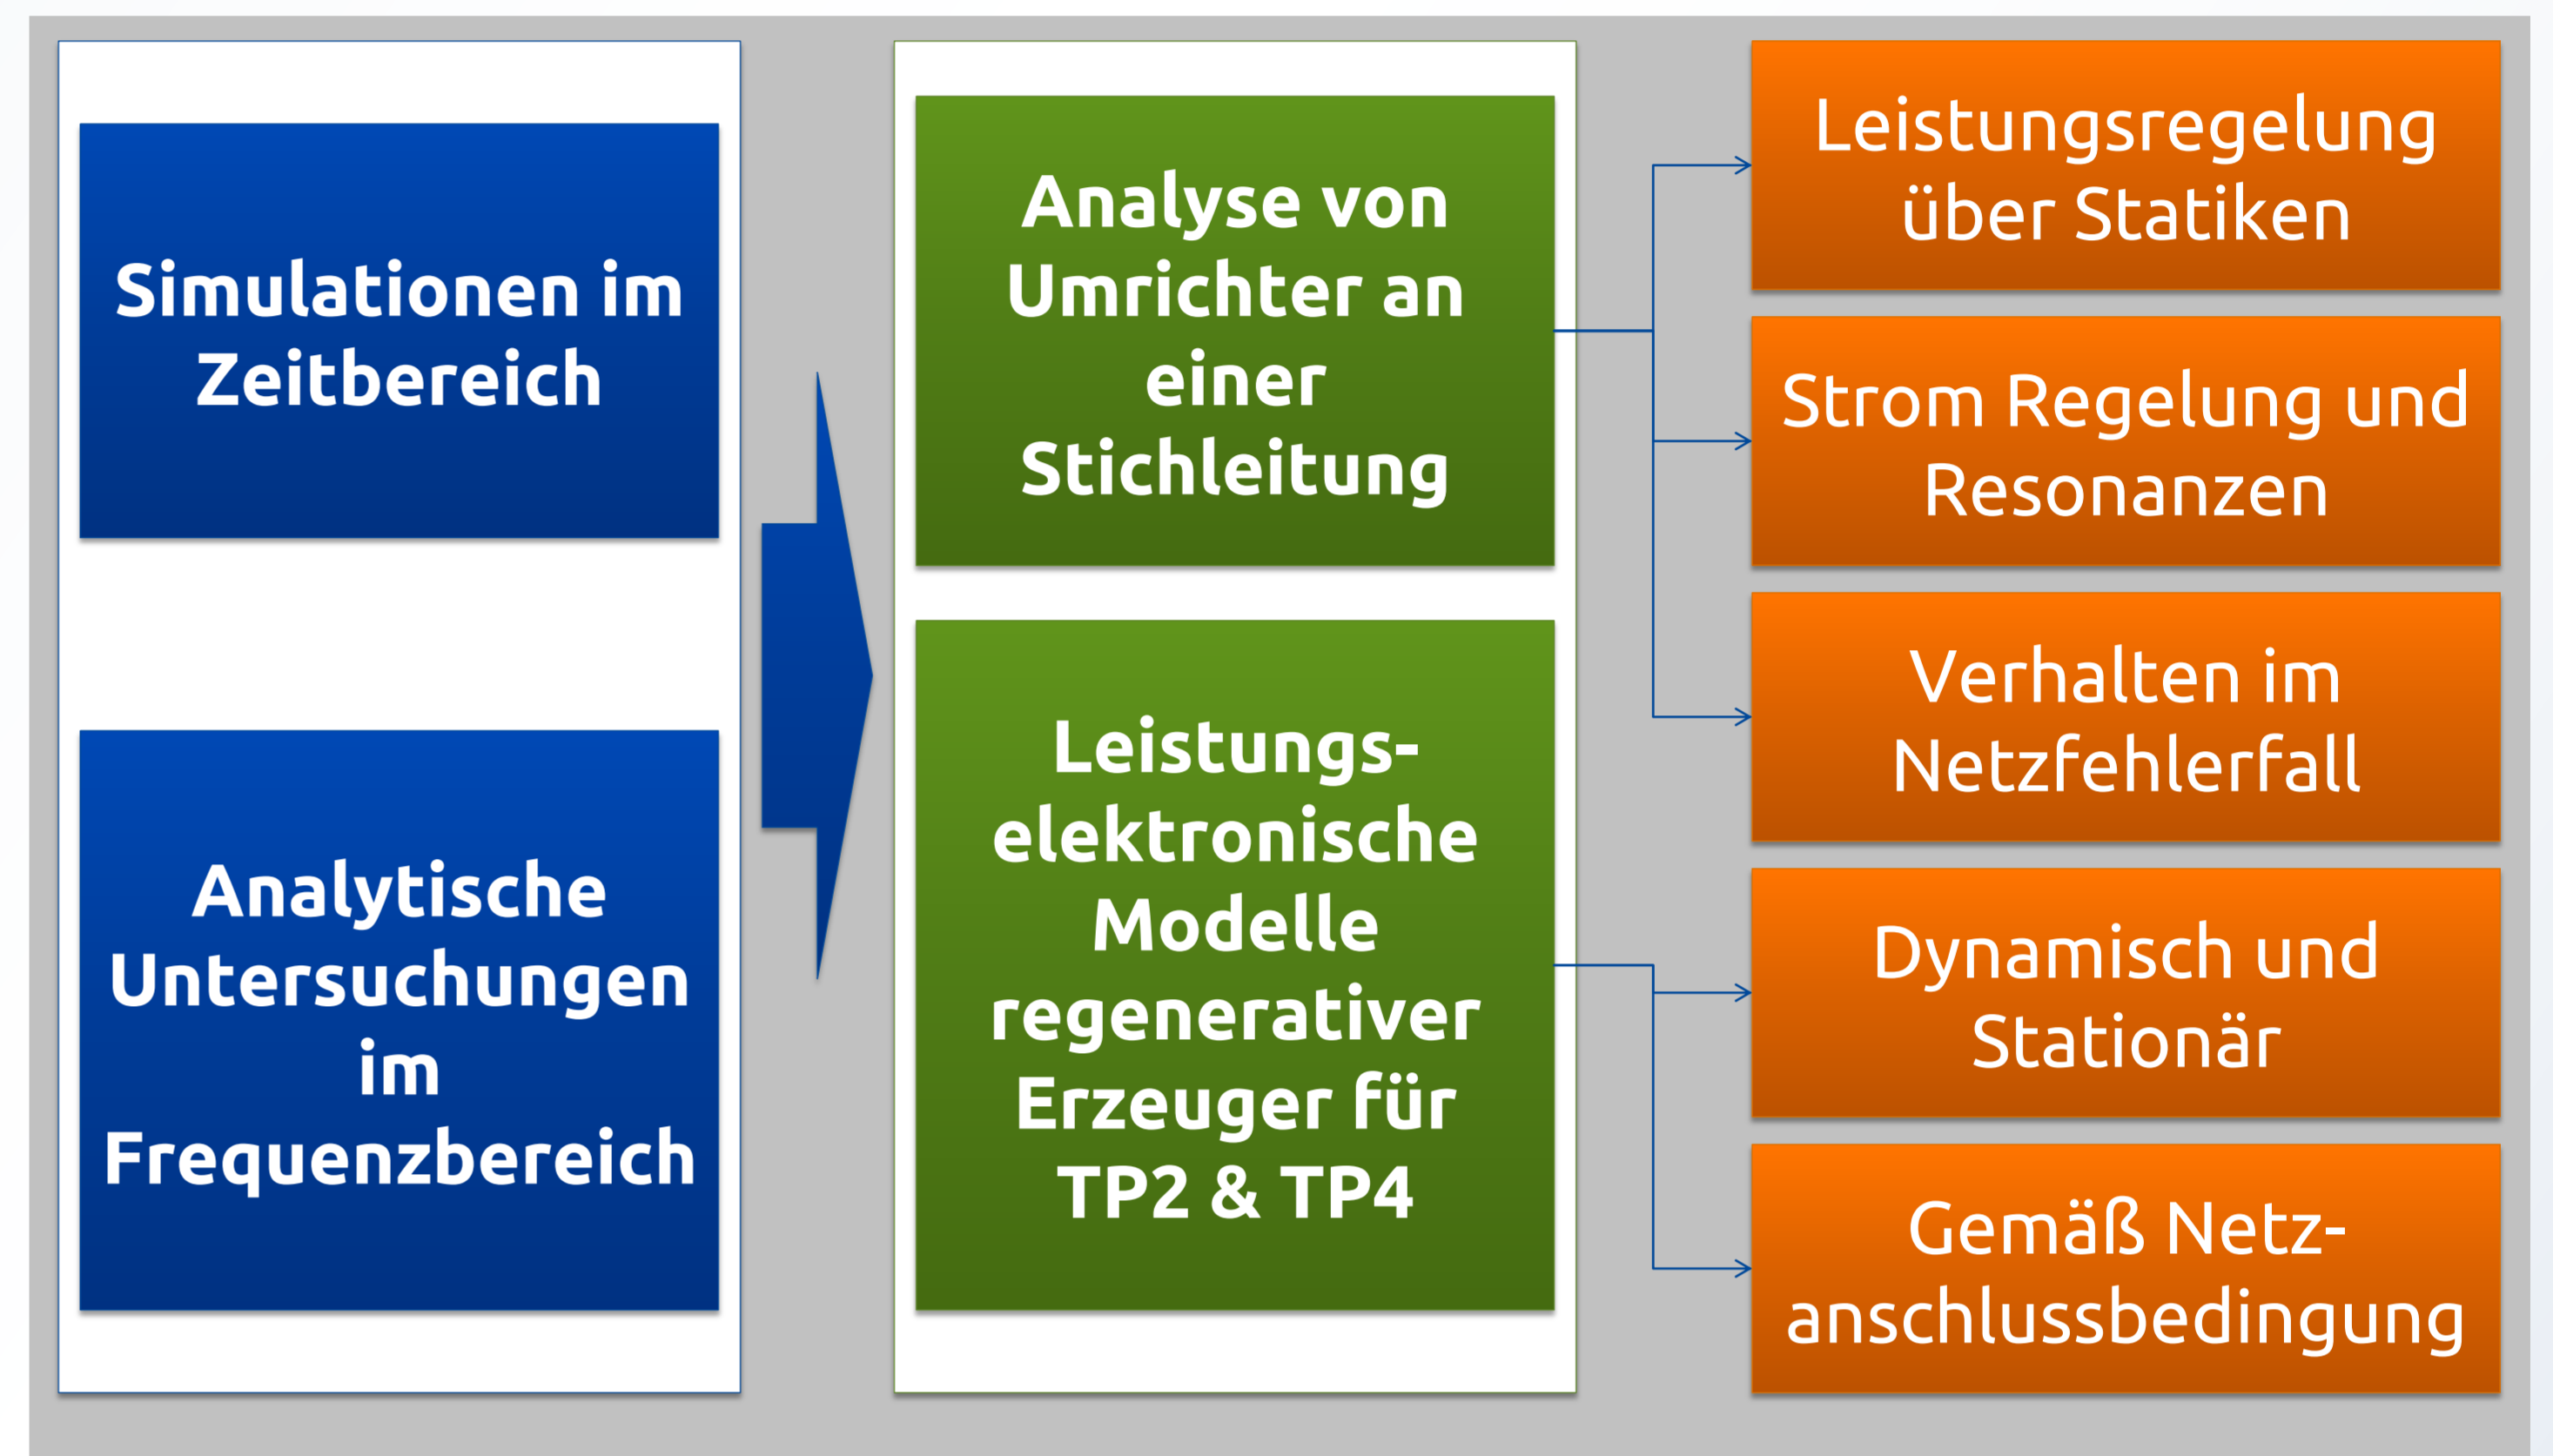 Simulationen im
Zeitbereich
Analytische
Untersuchungen
im
Frequenzbereich
Analyse von
Umrichter an
einer
Stichleitung
Leistungs-
elektronische
Modelle
regenerativer
Erzeuger für
TP2 & TP4
Leistungsregelung
über Statiken
Strom Regelung und
Resonanzen
Verhalten im
Netzfehlerfall
Dynamisch und
Stationär
Gemäß Netz-
anschlussbedingung